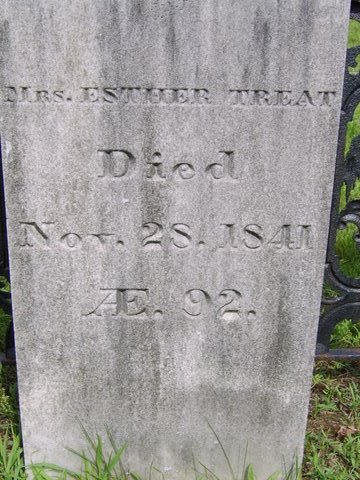 Mrs. ESTHER TREAT
Died
Nov. 28. 1841
Æ. 92.